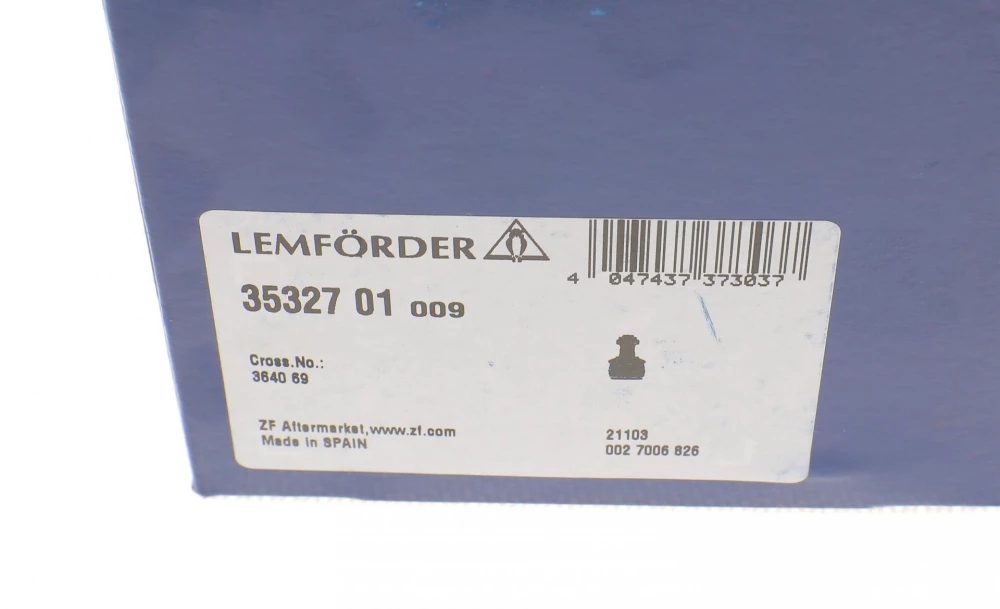 LEMFÖRDER
4 047437 373037
35327 01 009
Cross.No.:
3640 69
ZF Aftermarket,www.zf.com
Made in SPAIN
21103
002 7006 826